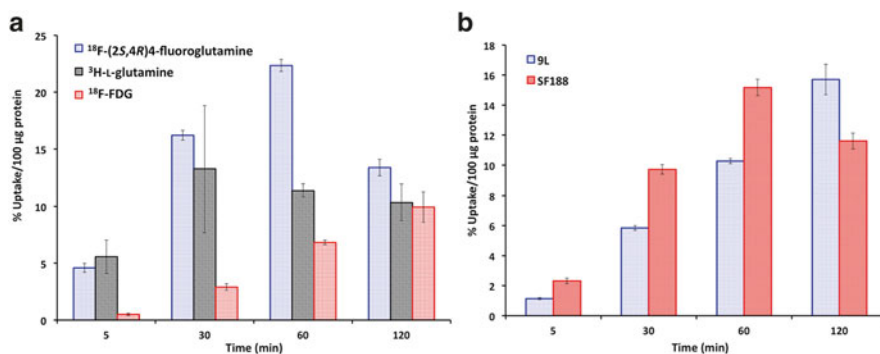 a
¹⁸F-(2S,4R)4-fluoroglutamine
³H-L-glutamine
¹⁸F-FDG
% Uptake/100 µg protein
25
20
15
10
5
0
5 30 60 120
Time (min)
b
9L
SF188
% Uptake/100 µg protein
18
16
14
12
10
8
6
4
2
0
5 30 60 120
Time (min)